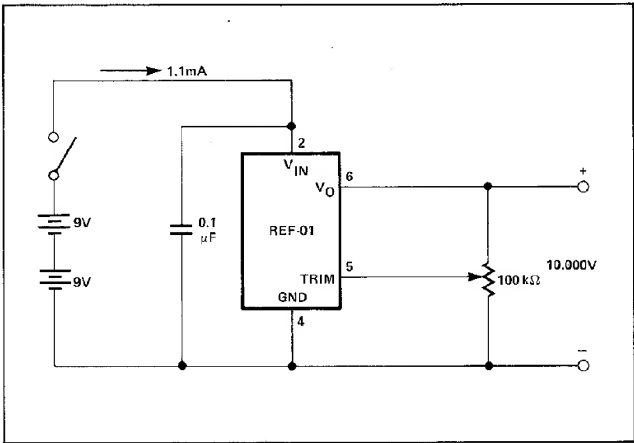 1.1mA
2
VIN
6
VO
9V
0.1
μF
REF-01
+
9V
TRIM
5
100 kΩ
10.000V
GND
4
−